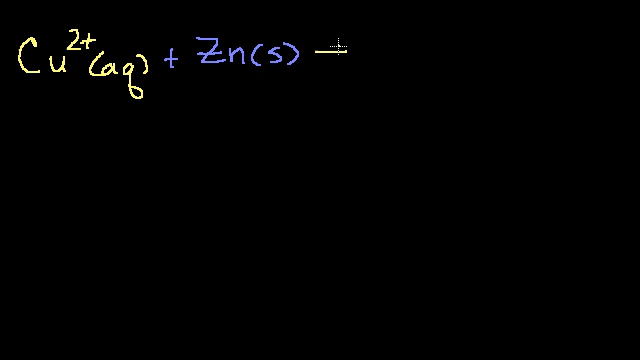 Cu²⁺(aq) + Zn(s) —